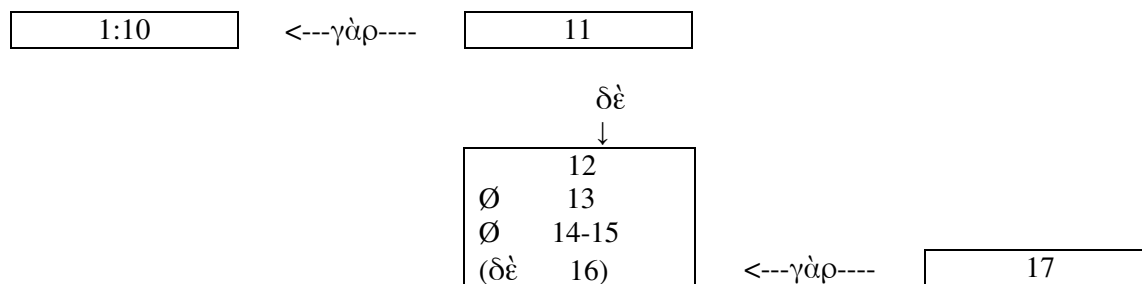 1:10 <---γὰρ---- 11
δὲ
↓
12
Ø 13
Ø 14-15
(δὲ 16) <---γὰρ---- 17